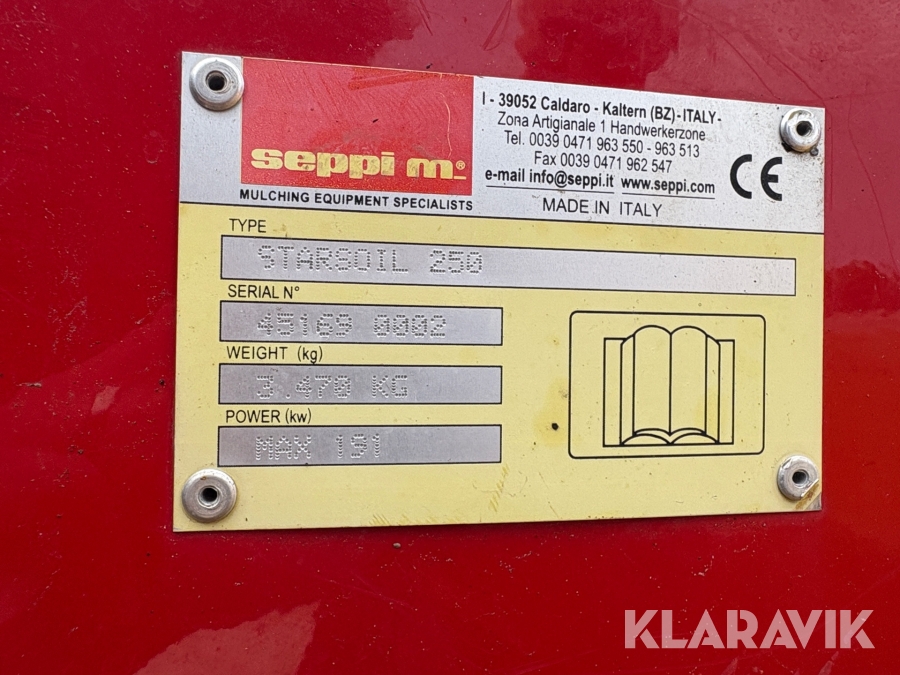 seppi m®
MULCHING EQUIPMENT SPECIALISTS
I - 39052 Caldaro - Kaltern (BZ) - ITALY -
Zona Artigianale 1 Handwerkerzone
Tel. 0039 0471 963 550 - 963 513
Fax 0039 0471 962 547
e-mail info@seppi.it www.seppi.com
MADE IN ITALY
CE
TYPE
STARSOIL 250
SERIAL N°
45169 0002
WEIGHT (kg)
3.470 KG
POWER (kw)
MAX 191
KLARAVIK